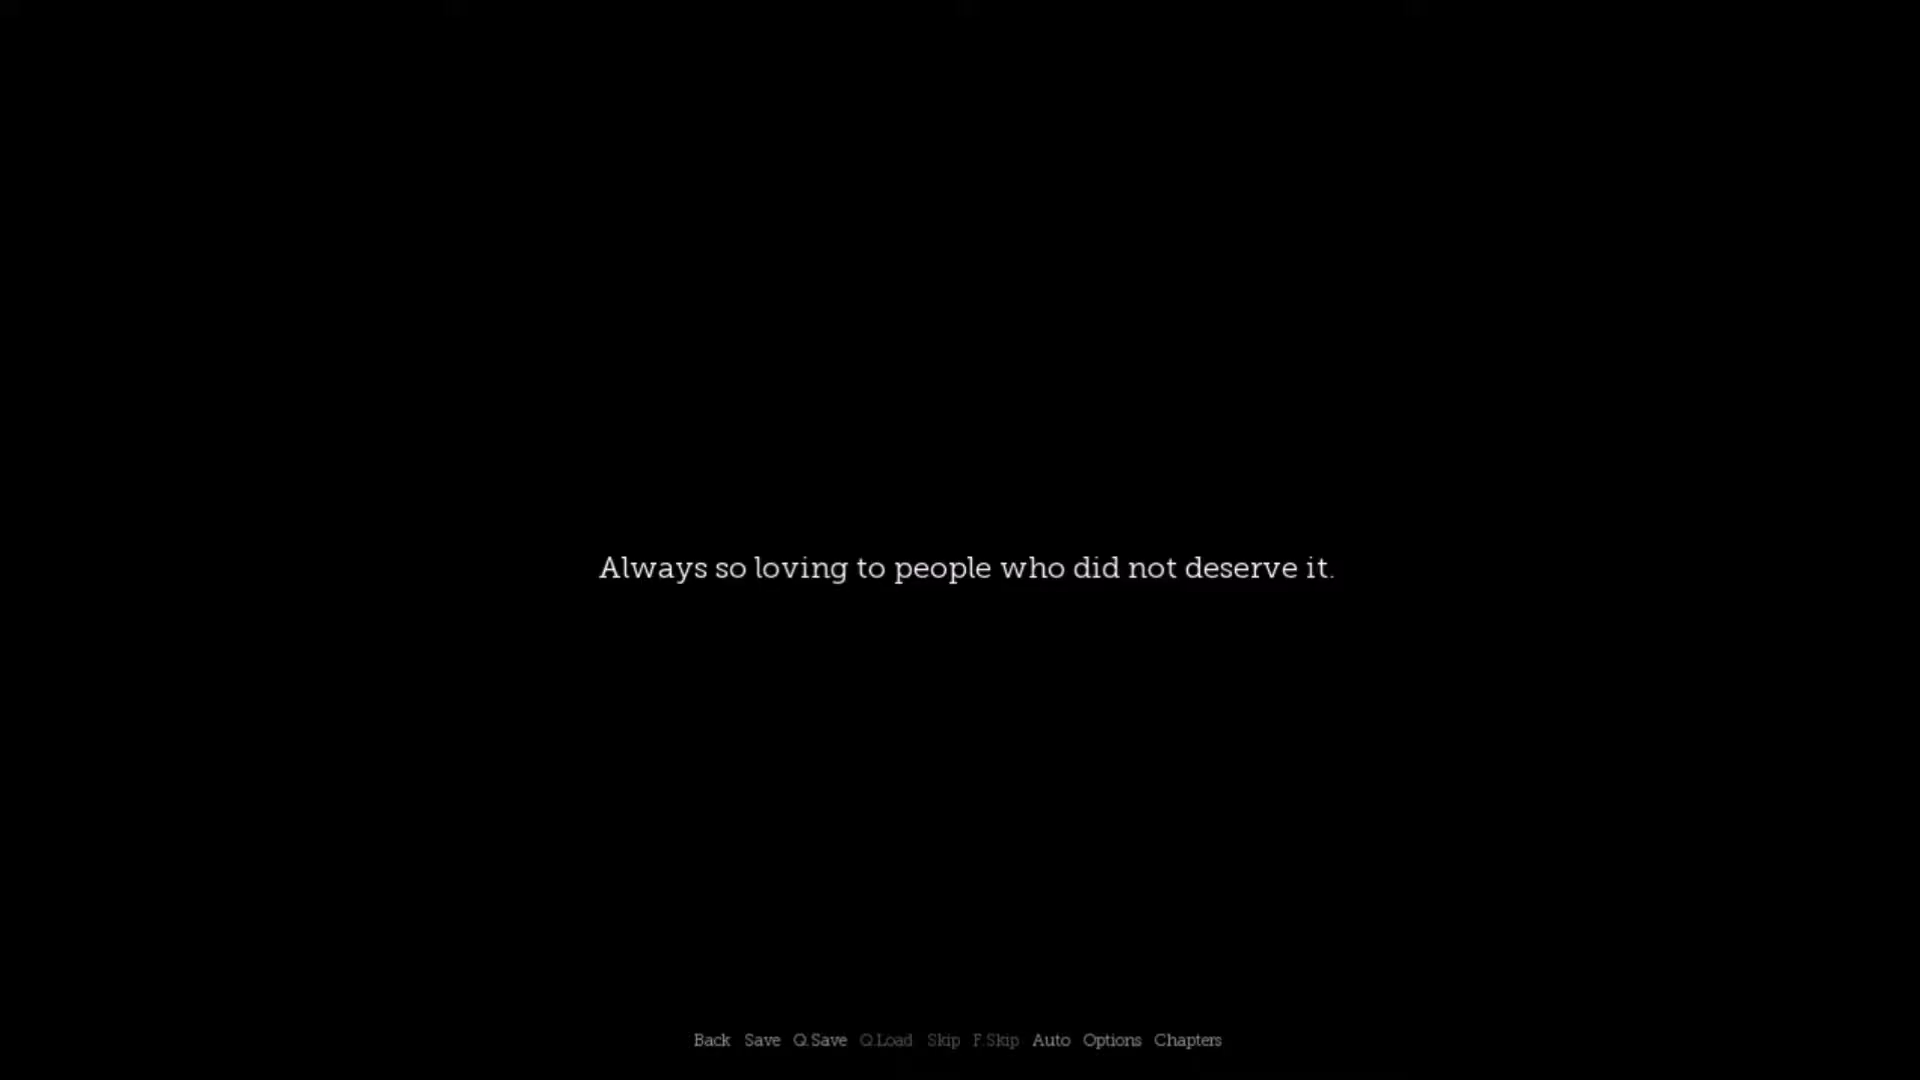 Always so loving to people who did not deserve it.
Back Save Q.Save Q.Load Skip F.Skip Auto Options Chapters